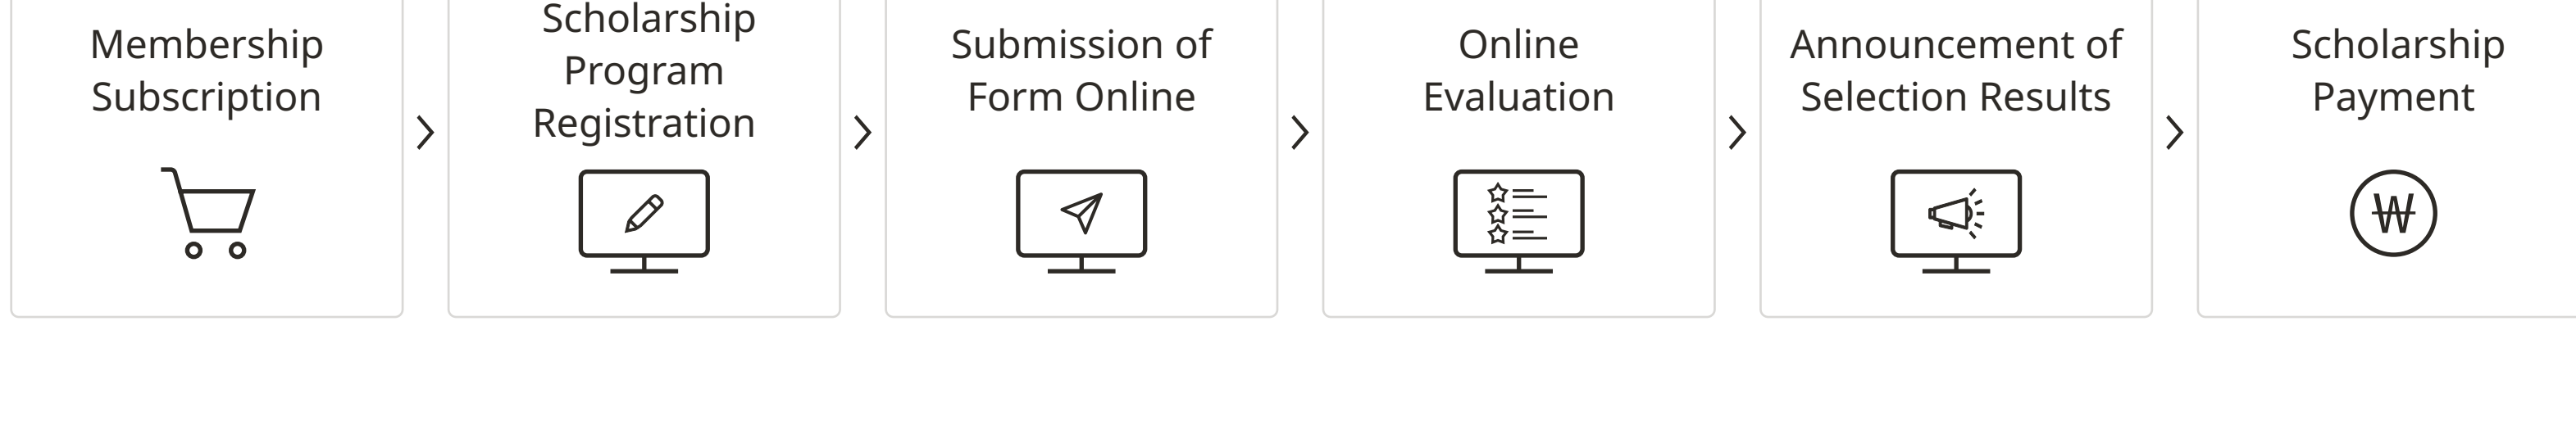 Membership
Subscription
Scholarship
Program
Registration
Submission of
Form Online
Online
Evaluation
Announcement of
Selection Results
Scholarship
Payment
₩